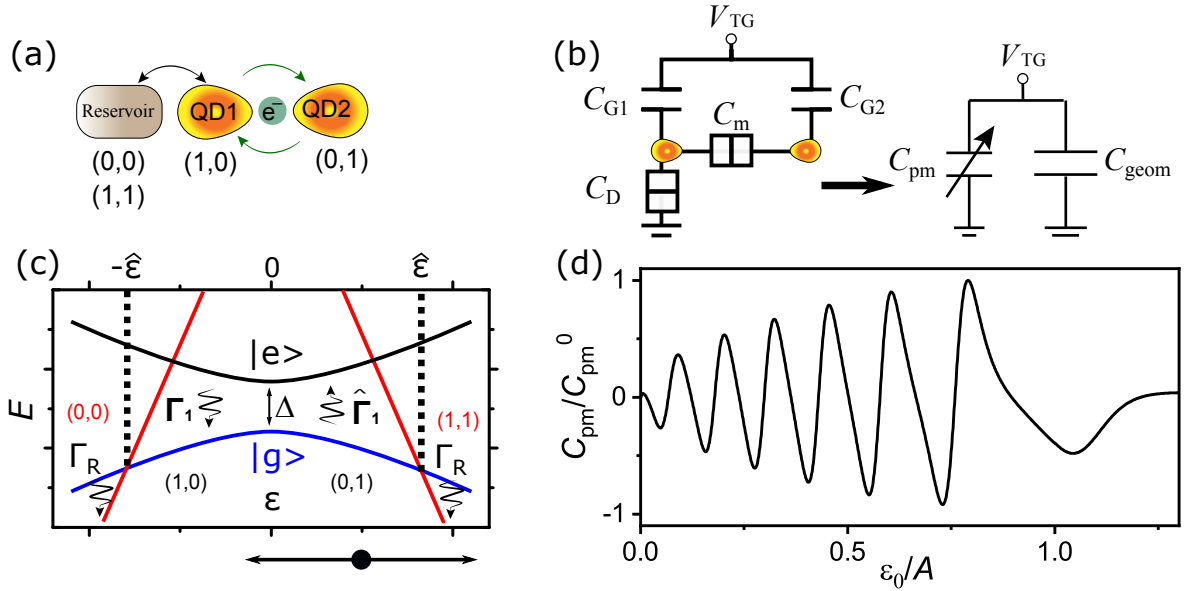 (a)
Reservoir
QD1
e⁻
QD2
(0,0)
(1,0)
(0,1)
(1,1)
(b)
V_TG
C_G1
C_G2
C_m
C_D
V_TG
C_pm
C_geom
(c)
-ε̂
0
ε̂
E
|e>
(0,0)
Γ₁
Δ
Γ̂₁
(1,1)
Γ_R
|g>
Γ_R
(1,0)
(0,1)
ε
(d)
C_pm/C_pm⁰
1
0
-1
0.0
0.5
1.0
ε₀/A